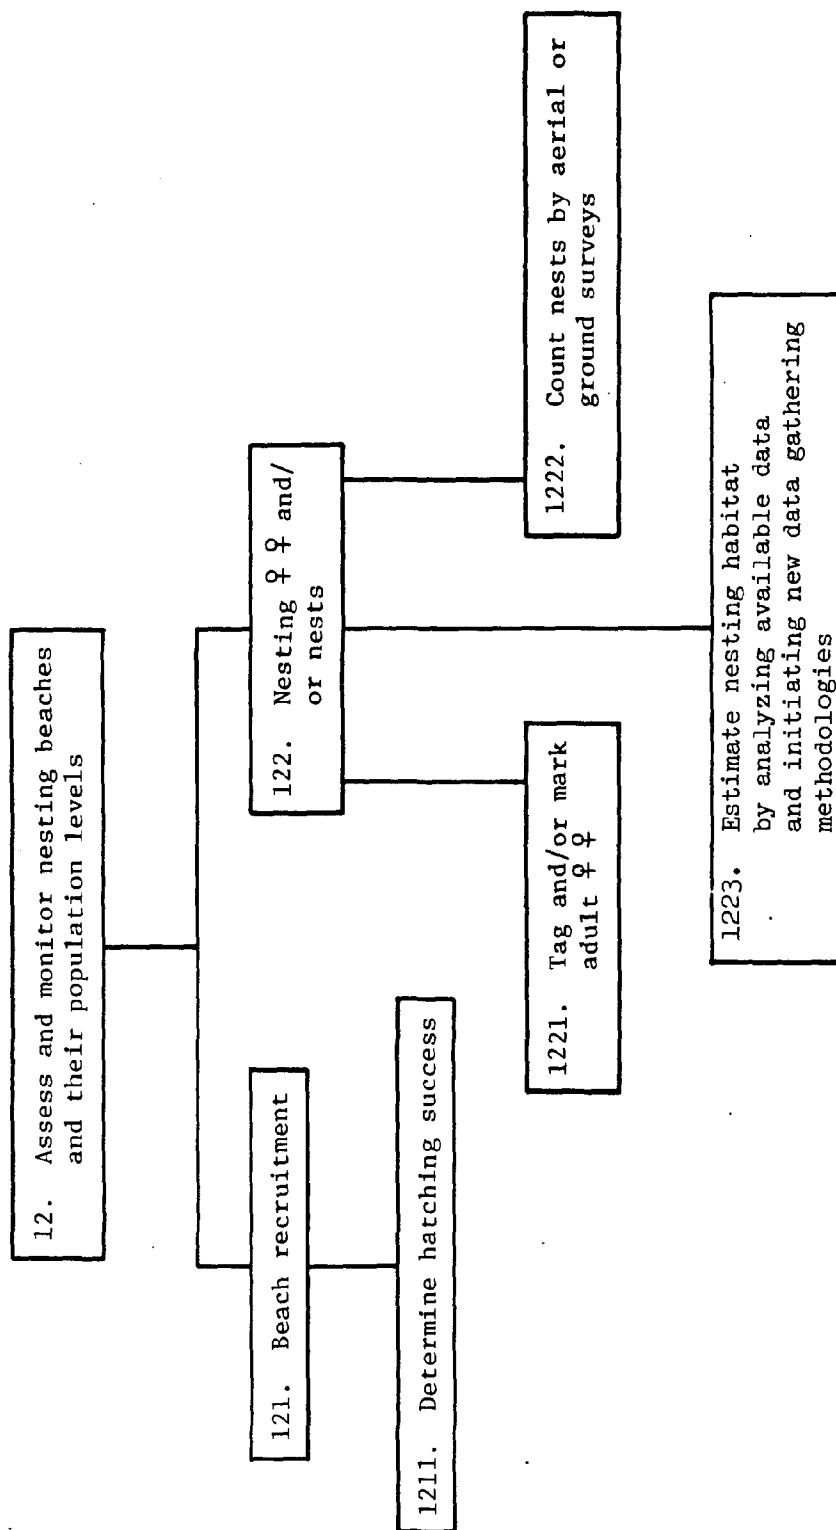 12. Assess and monitor nesting beaches
and their population levels
121. Beach recruitment
122. Nesting ♀ ♀ and/
or nests
1211. Determine hatching success
1221. Tag and/or mark
adult ♀ ♀
1222. Count nests by aerial or
ground surveys
1223. Estimate nesting habitat
by analyzing available data
and initiating new data gathering
methodologies